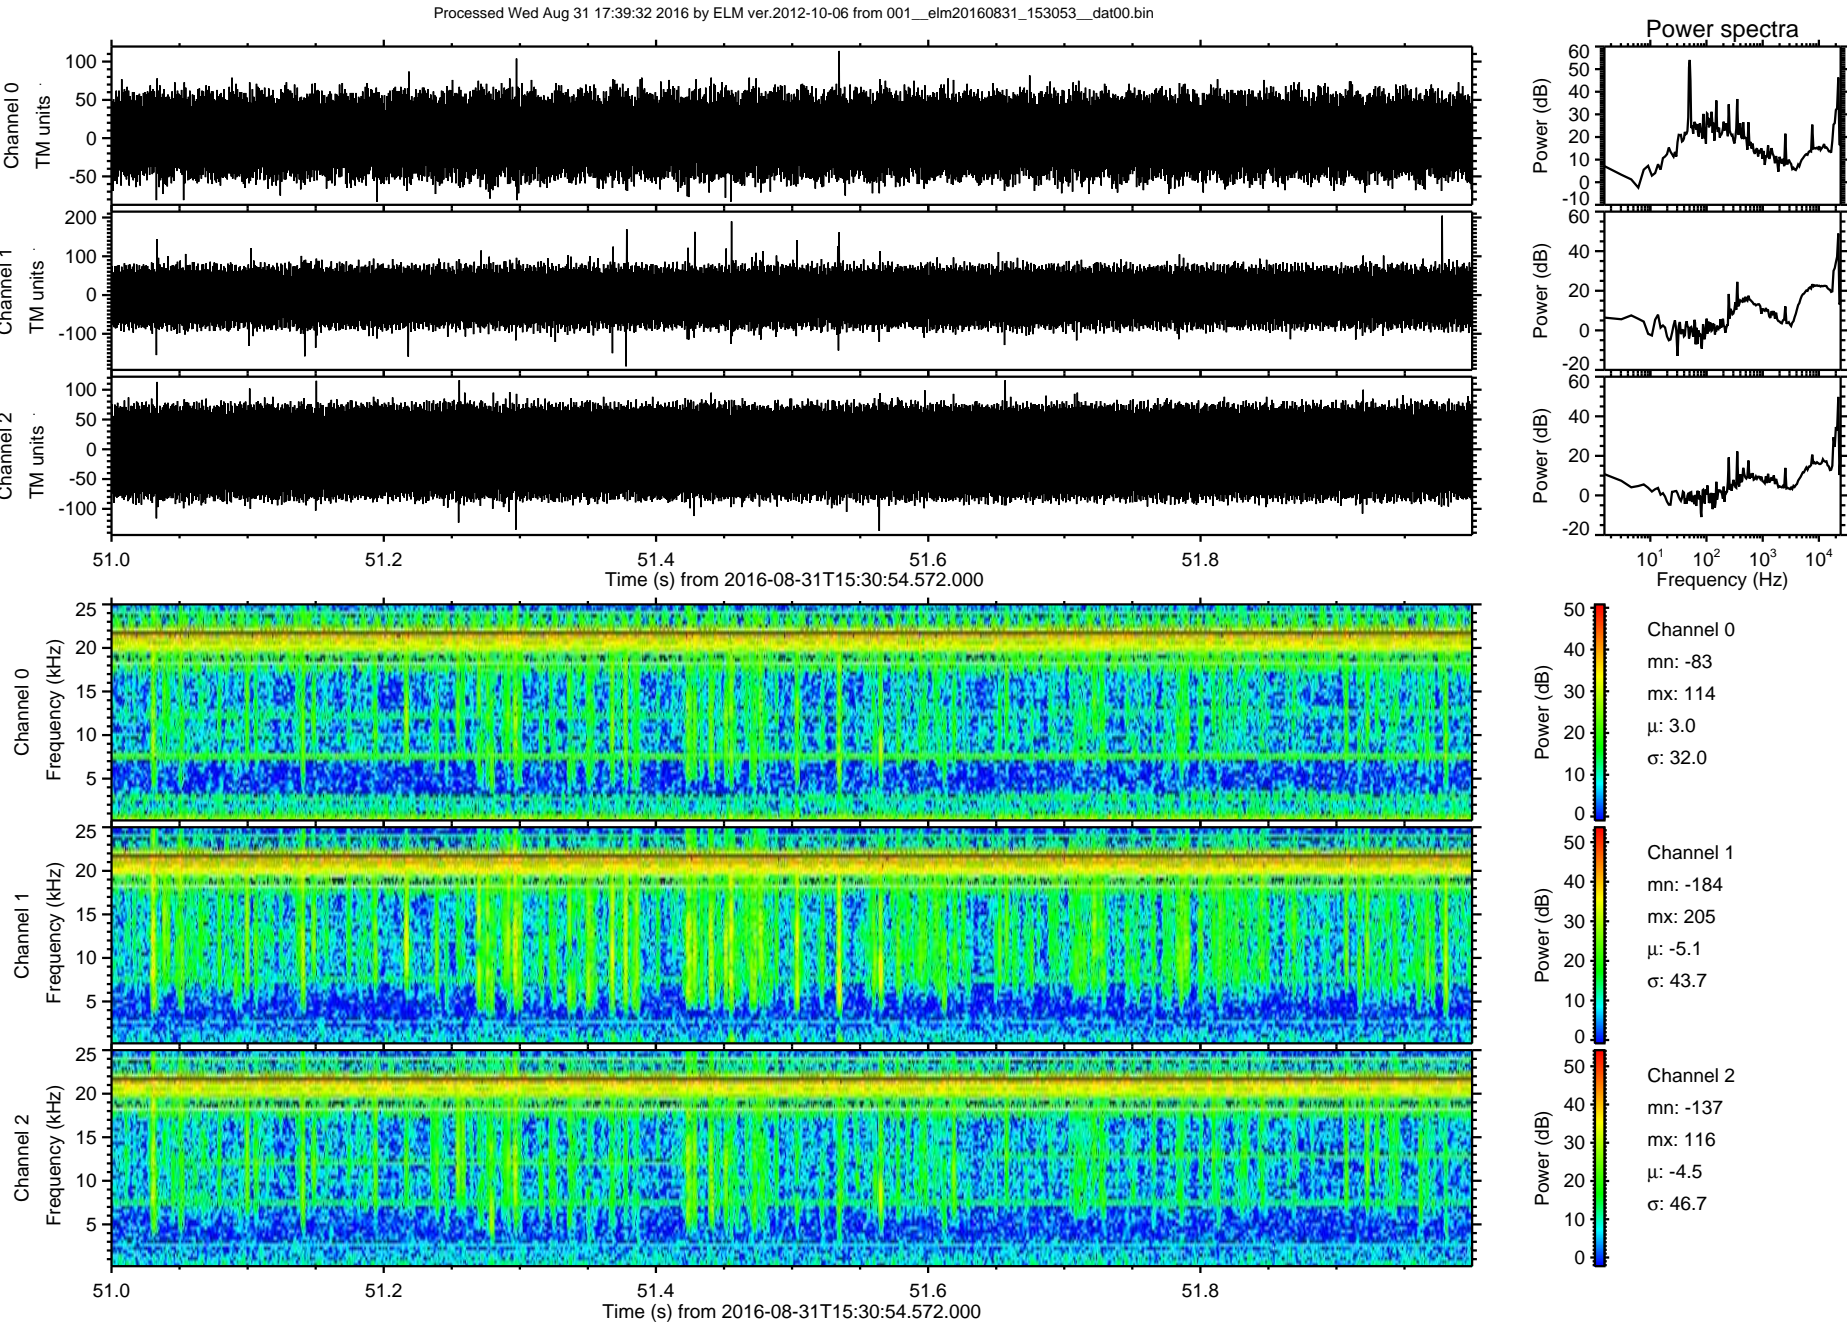 Processed Wed Aug 31 17:39:32 2016 by ELM ver.2012-10-06 from 001__elm20160831_153053__dat00.bin
Power spectra
Channel 0
TM units
100
50
0
-50
Power (dB)
60
50
40
30
20
10
0
-10
Channel 1
TM units
200
100
0
-100
Power (dB)
60
40
20
0
-20
Channel 2
TM units
100
50
0
-50
-100
Power (dB)
60
40
20
0
-20
51.0 51.2 51.4 51.6 51.8
Time (s) from 2016-08-31T15:30:54.572.000
10^1 10^2 10^3 10^4
Frequency (Hz)
Channel 0
Frequency (kHz)
25
20
15
10
5
Power (dB)
50
40
30
20
10
0
Channel 0
mn: -83
mx: 114
μ: 3.0
σ: 32.0
Channel 1
Frequency (kHz)
25
20
15
10
5
Power (dB)
50
40
30
20
10
0
Channel 1
mn: -184
mx: 205
μ: -5.1
σ: 43.7
Channel 2
Frequency (kHz)
25
20
15
10
5
Power (dB)
50
40
30
20
10
0
Channel 2
mn: -137
mx: 116
μ: -4.5
σ: 46.7
51.0 51.2 51.4 51.6 51.8
Time (s) from 2016-08-31T15:30:54.572.000